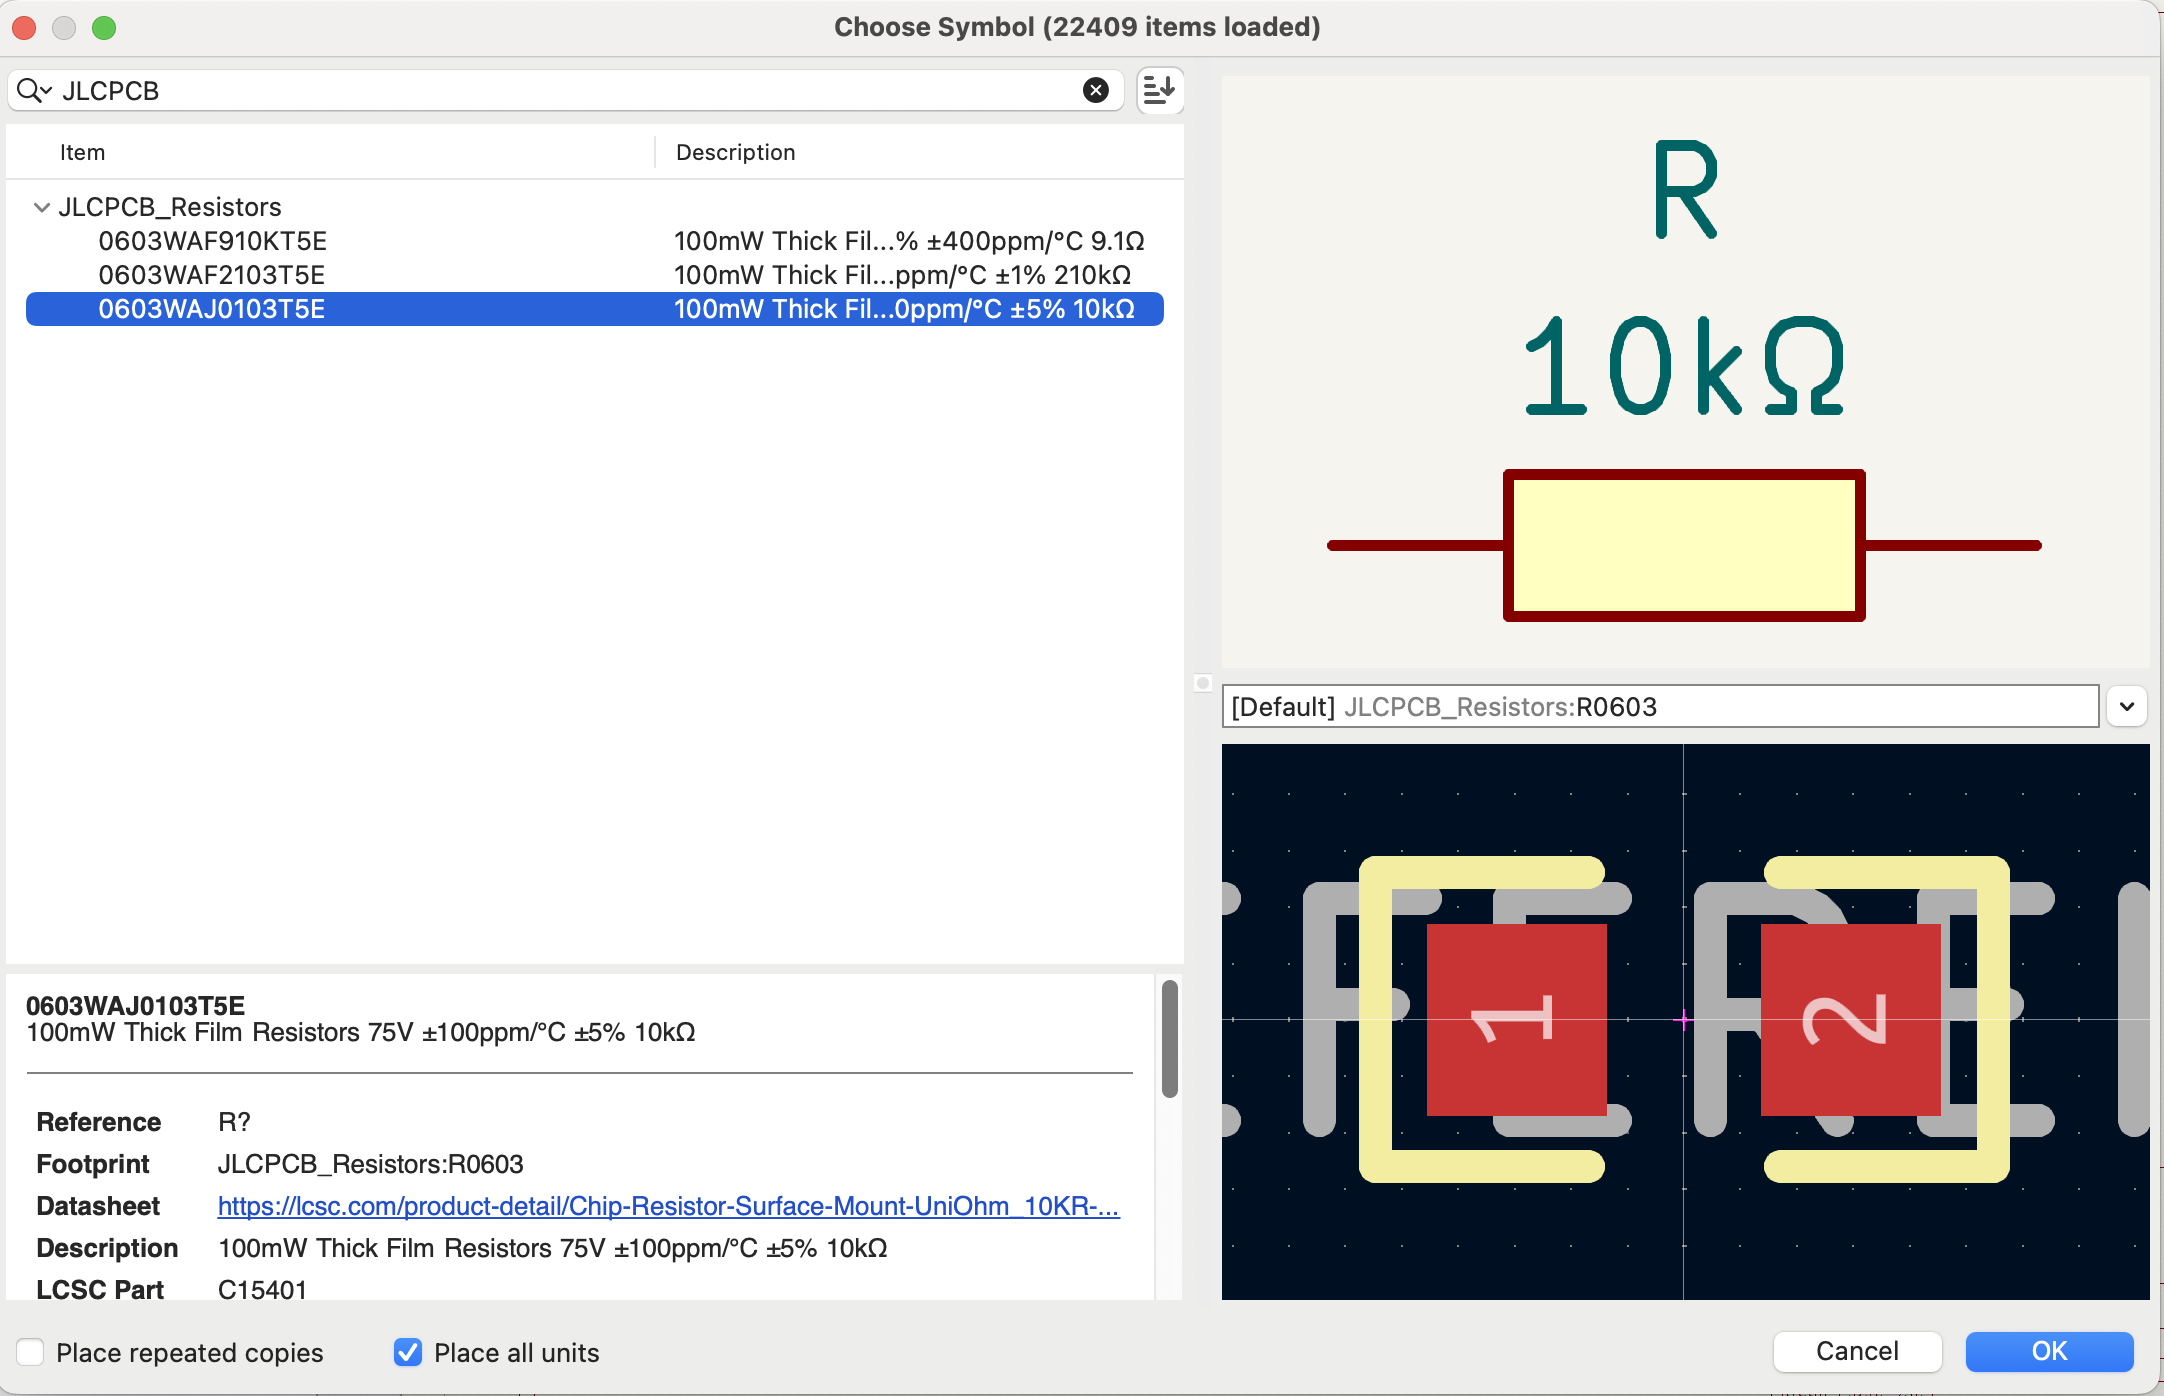 Choose Symbol (22409 items loaded)
JLCPCB
Item Description
JLCPCB_Resistors
0603WAF910KT5E 100mW Thick Fil...% ±400ppm/°C 9.1Ω
0603WAF2103T5E 100mW Thick Fil...ppm/°C ±1% 210kΩ
0603WAJ0103T5E 100mW Thick Fil...0ppm/°C ±5% 10kΩ
0603WAJ0103T5E
100mW Thick Film Resistors 75V ±100ppm/°C ±5% 10kΩ
Reference R?
Footprint JLCPCB_Resistors:R0603
Datasheet https://lcsc.com/product-detail/Chip-Resistor-Surface-Mount-UniOhm_10KR-...
Description 100mW Thick Film Resistors 75V ±100ppm/°C ±5% 10kΩ
LCSC Part C15401
Place repeated copies Place all units
R
10kΩ
[Default] JLCPCB_Resistors:R0603
1 2
Cancel OK